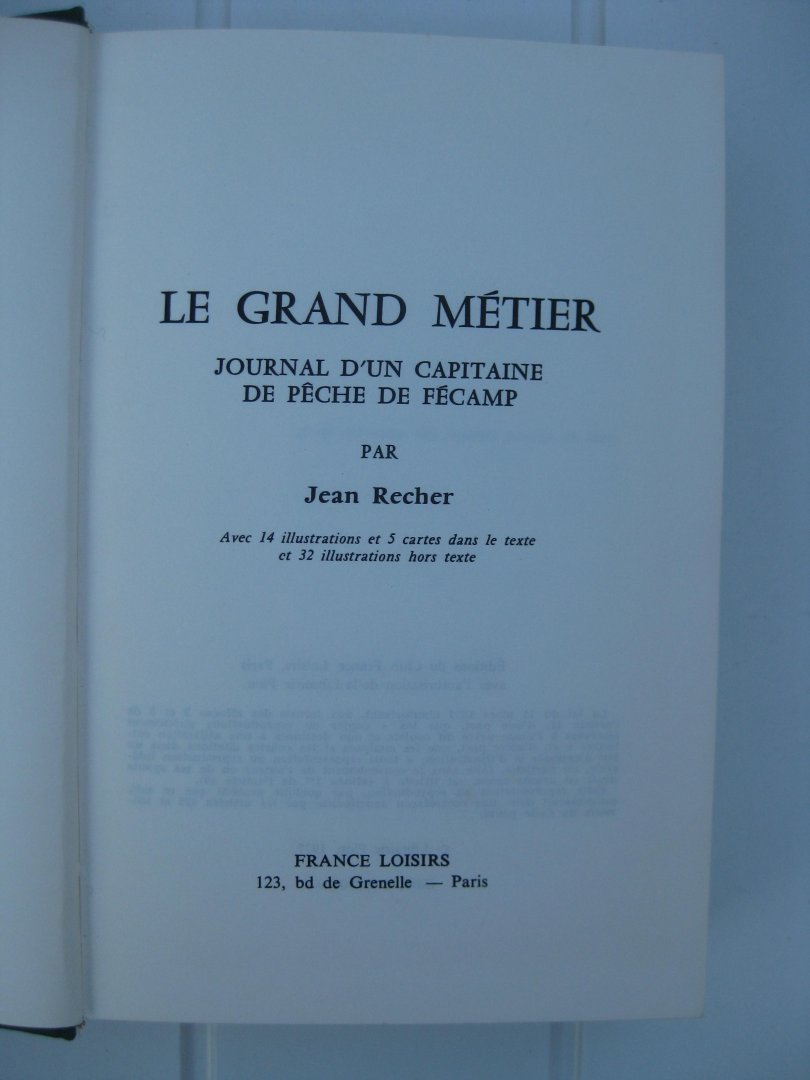 LE GRAND MÉTIER
JOURNAL D'UN CAPITAINE
DE PÊCHE DE FÉCAMP
PAR
Jean Recher
Avec 14 illustrations et 5 cartes dans le texte
et 32 illustrations hors texte
FRANCE LOISIRS
123, bd de Grenelle — Paris